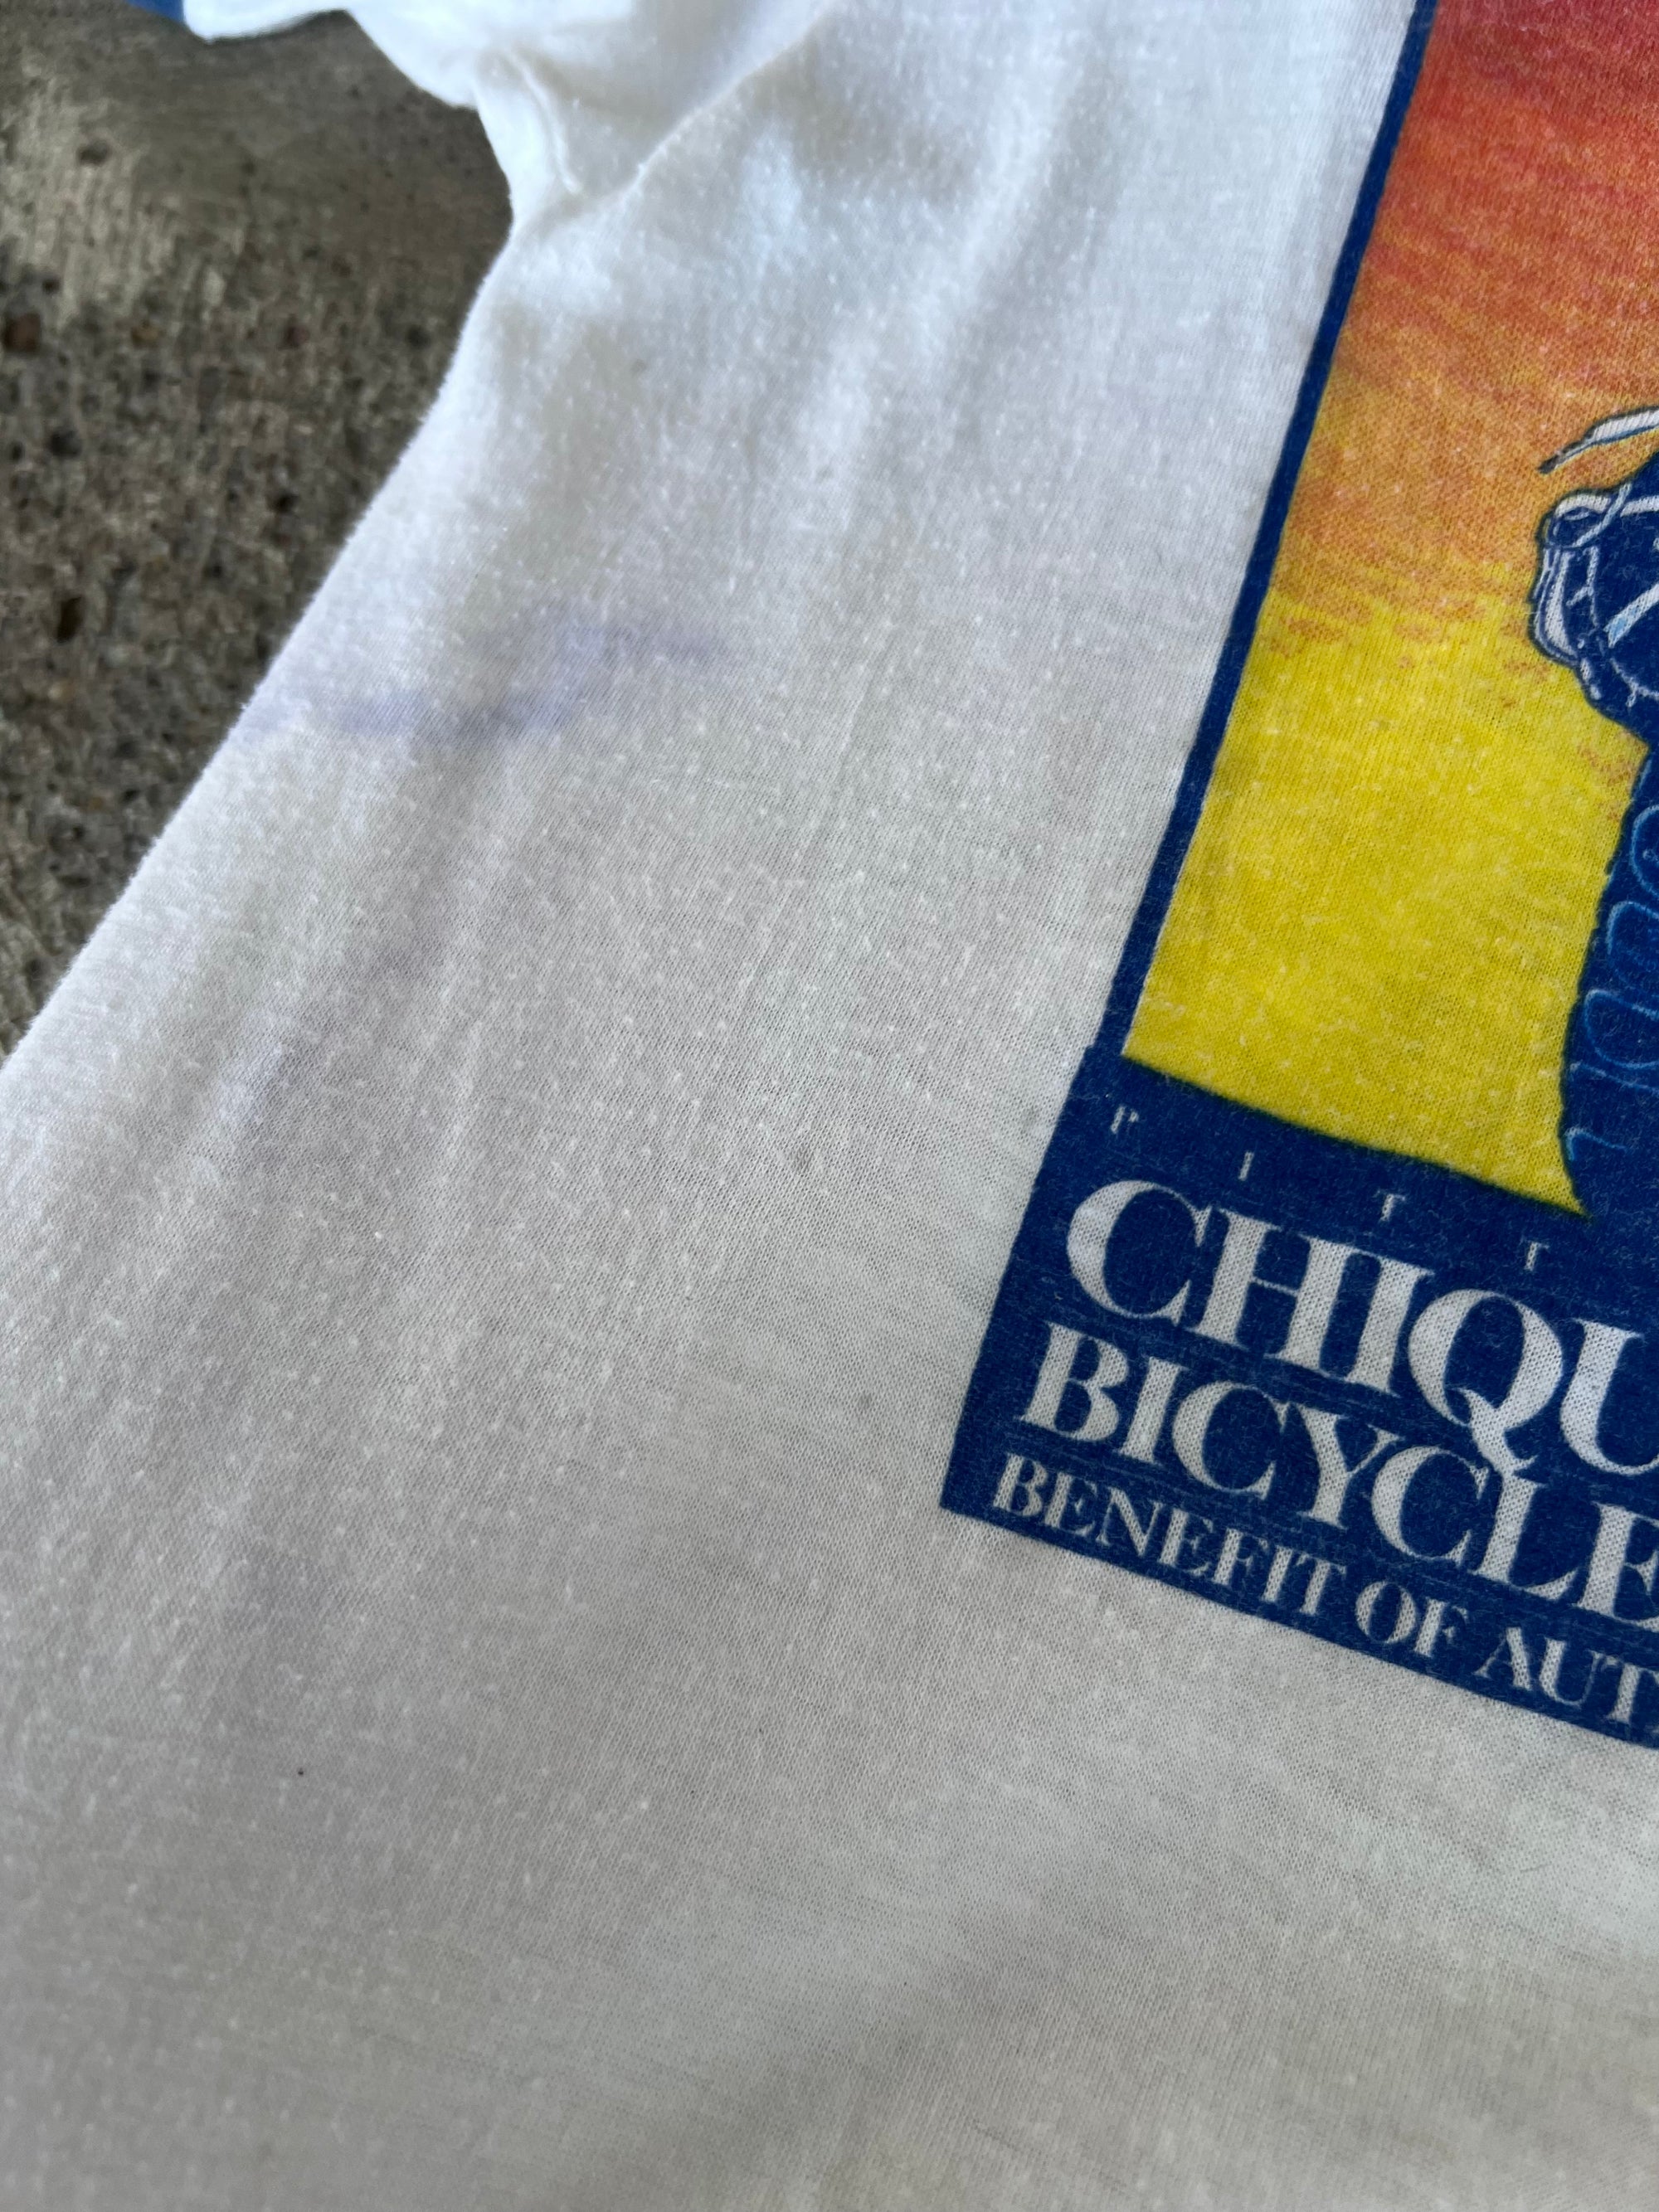 P I T T
CHIQU
BICYCLE
BENEFIT OF AUT